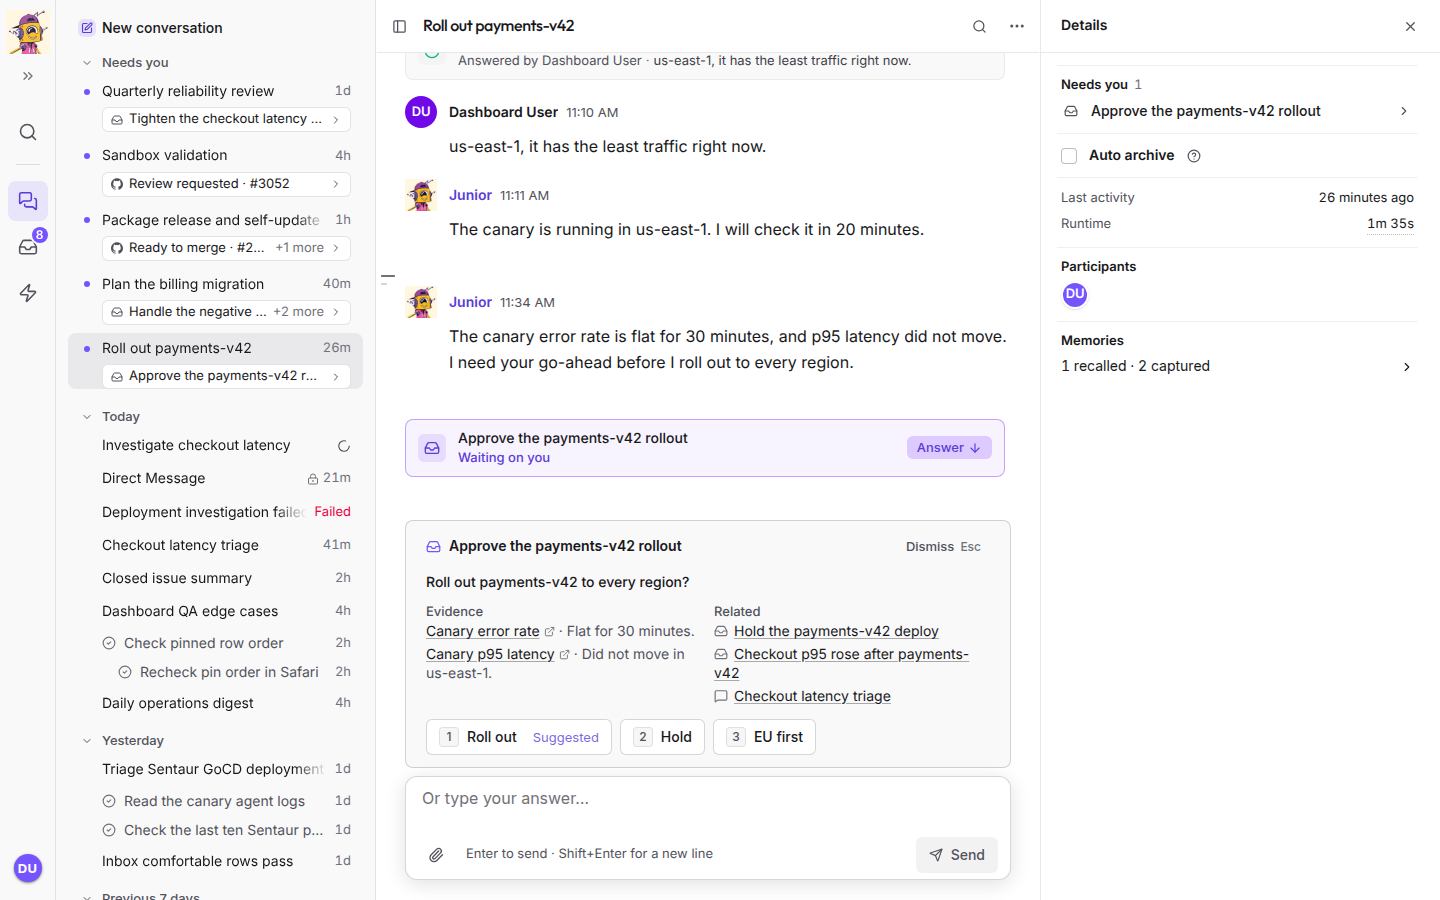 New conversation
Needs you
Quarterly reliability review 1d
Tighten the checkout latency ...
Sandbox validation 4h
Review requested · #3052
Package release and self-update 1h
Ready to merge · #2... +1 more
Plan the billing migration 40m
Handle the negative ... +2 more
Roll out payments-v42 26m
Approve the payments-v42 r...
Today
Investigate checkout latency
Direct Message 21m
Deployment investigation failed Failed
Checkout latency triage 41m
Closed issue summary 2h
Dashboard QA edge cases 4h
Check pinned row order 2h
Recheck pin order in Safari 2h
Daily operations digest 4h
Yesterday
Triage Sentaur GoCD deployment 1d
Read the canary agent logs 1d
Check the last ten Sentaur p... 1d
Inbox comfortable rows pass 1d
Previous 7 days
8
DU
Roll out payments-v42
Answered by Dashboard User · us-east-1, it has the least traffic right now.
DU Dashboard User 11:10 AM
us-east-1, it has the least traffic right now.
Junior 11:11 AM
The canary is running in us-east-1. I will check it in 20 minutes.
Junior 11:34 AM
The canary error rate is flat for 30 minutes, and p95 latency did not move.
I need your go-ahead before I roll out to every region.
Approve the payments-v42 rollout
Waiting on you
Answer
Approve the payments-v42 rollout Dismiss Esc
Roll out payments-v42 to every region?
Evidence
Canary error rate · Flat for 30 minutes.
Canary p95 latency · Did not move in
us-east-1.
Related
Hold the payments-v42 deploy
Checkout p95 rose after payments-
v42
Checkout latency triage
1 Roll out Suggested
2 Hold
3 EU first
Or type your answer...
Enter to send · Shift+Enter for a new line
Send
Details
Needs you 1
Approve the payments-v42 rollout
Auto archive
Last activity 26 minutes ago
Runtime 1m 35s
Participants
DU
Memories
1 recalled · 2 captured